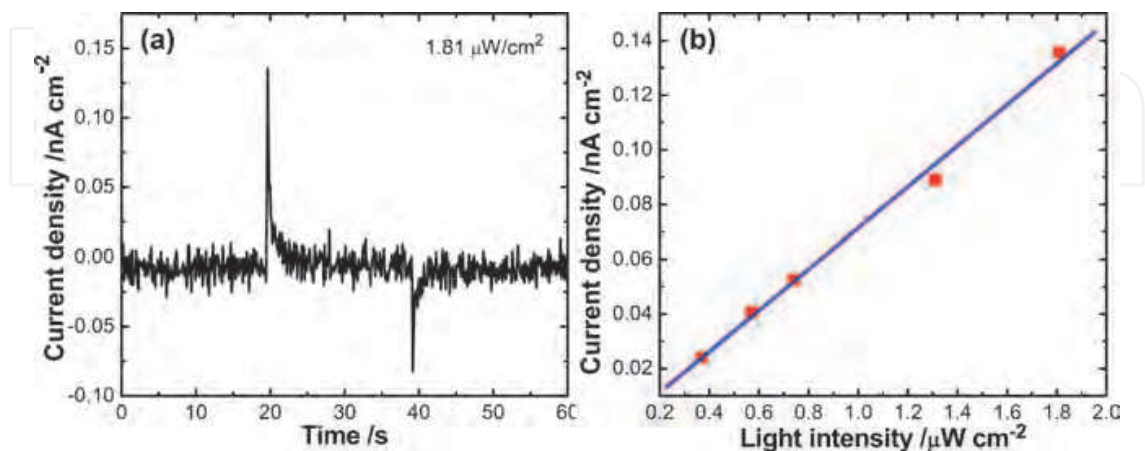 (a)
1.81 μW/cm²
Current density /nA cm⁻²
0.15
0.10
0.05
0.00
-0.05
-0.10
0 10 20 30 40 50 60
Time /s
(b)
Current density /nA cm⁻²
0.14
0.12
0.10
0.08
0.06
0.04
0.02
0.2 0.4 0.6 0.8 1.0 1.2 1.4 1.6 1.8 2.0
Light intensity /μW cm⁻²